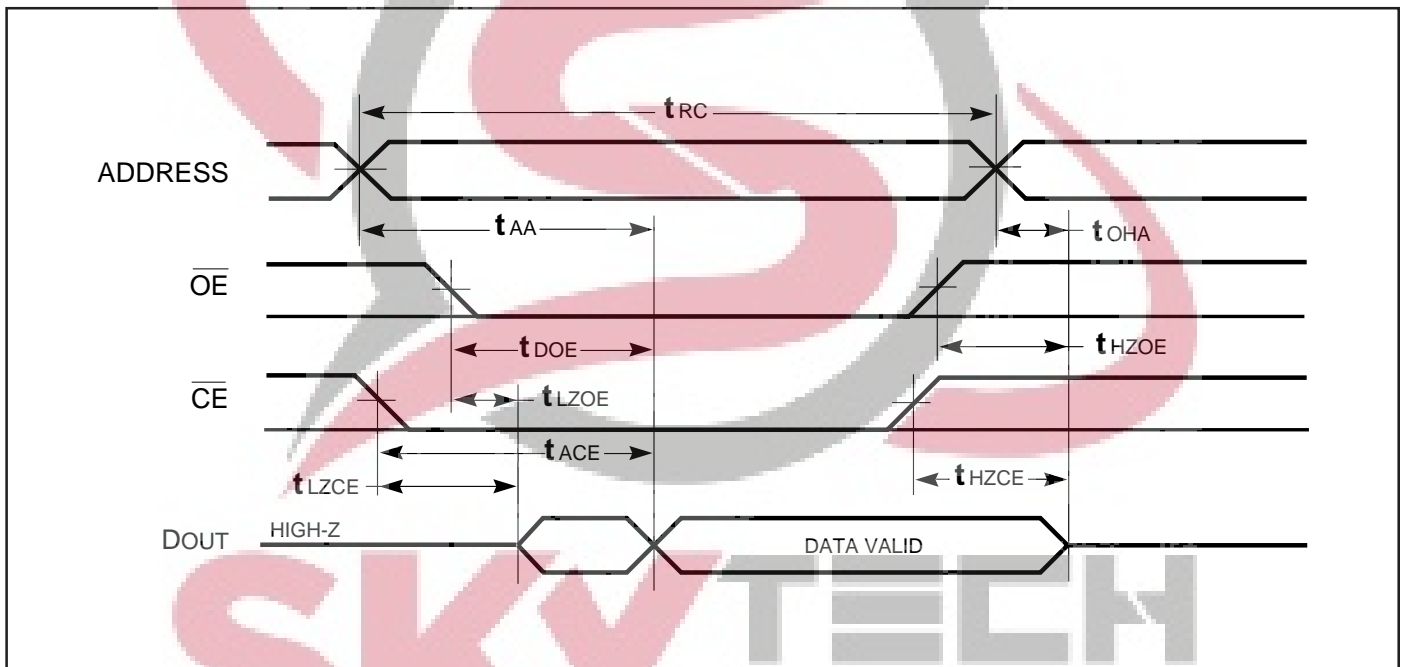 tRC
ADDRESS
tAA
tOHA
OE
tDOE
tHZOE
CE
tLZOE
tACE
tLZCE
tHZCE
DOUT
HIGH-Z
DATA VALID
SKYTECH